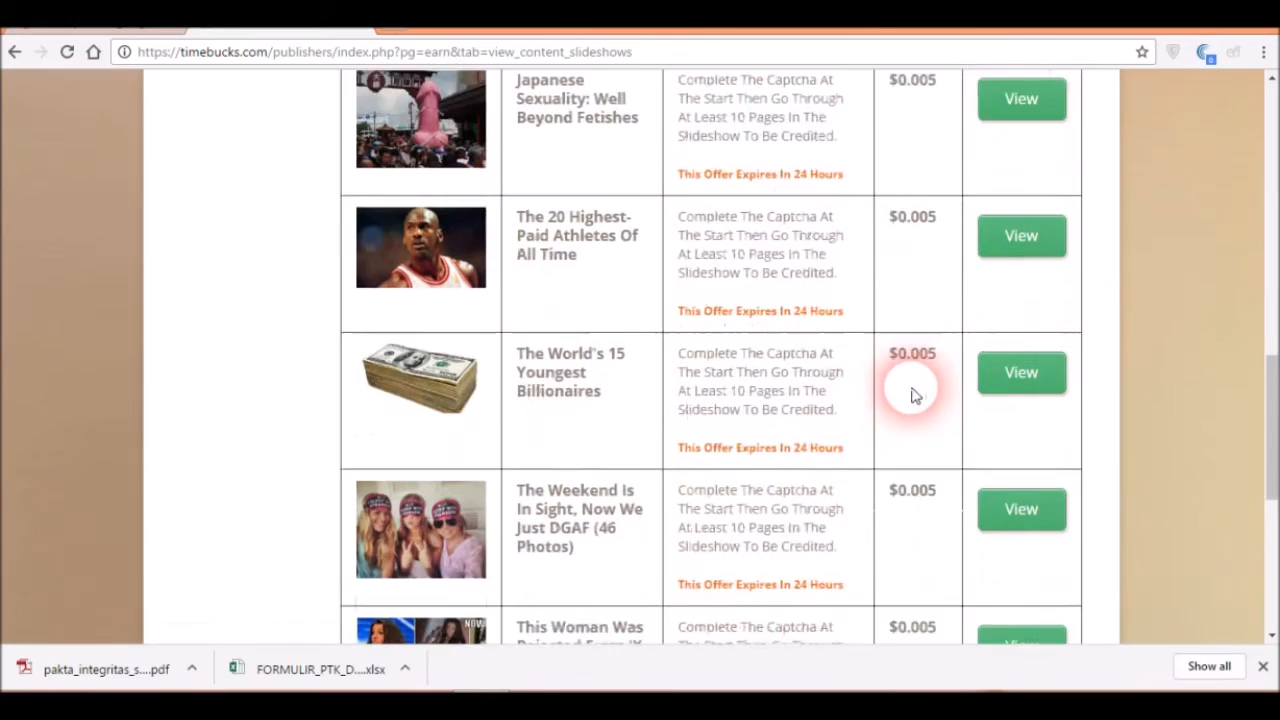 https://timebucks.com/publishers/index.php?pg=earn&tab=view_content_slideshows
Japanese
Sexuality: Well
Beyond Fetishes
Complete The Captcha At
The Start Then Go Through
At Least 10 Pages In The
Slideshow To Be Credited.
This Offer Expires In 24 Hours
$0.005
View
The 20 Highest-
Paid Athletes Of
All Time
Complete The Captcha At
The Start Then Go Through
At Least 10 Pages In The
Slideshow To Be Credited.
This Offer Expires In 24 Hours
$0.005
View
The World's 15
Youngest
Billionaires
Complete The Captcha At
The Start Then Go Through
At Least 10 Pages In The
Slideshow To Be Credited.
This Offer Expires In 24 Hours
$0.005
View
The Weekend Is
In Sight, Now We
Just DGAF (46
Photos)
Complete The Captcha At
The Start Then Go Through
At Least 10 Pages In The
Slideshow To Be Credited.
This Offer Expires In 24 Hours
$0.005
View
NOW
This Woman Was
Complete The Captcha At
$0.005
pakta_integritas_s....pdf
FORMULIR_PTK_D....xlsx
Show all